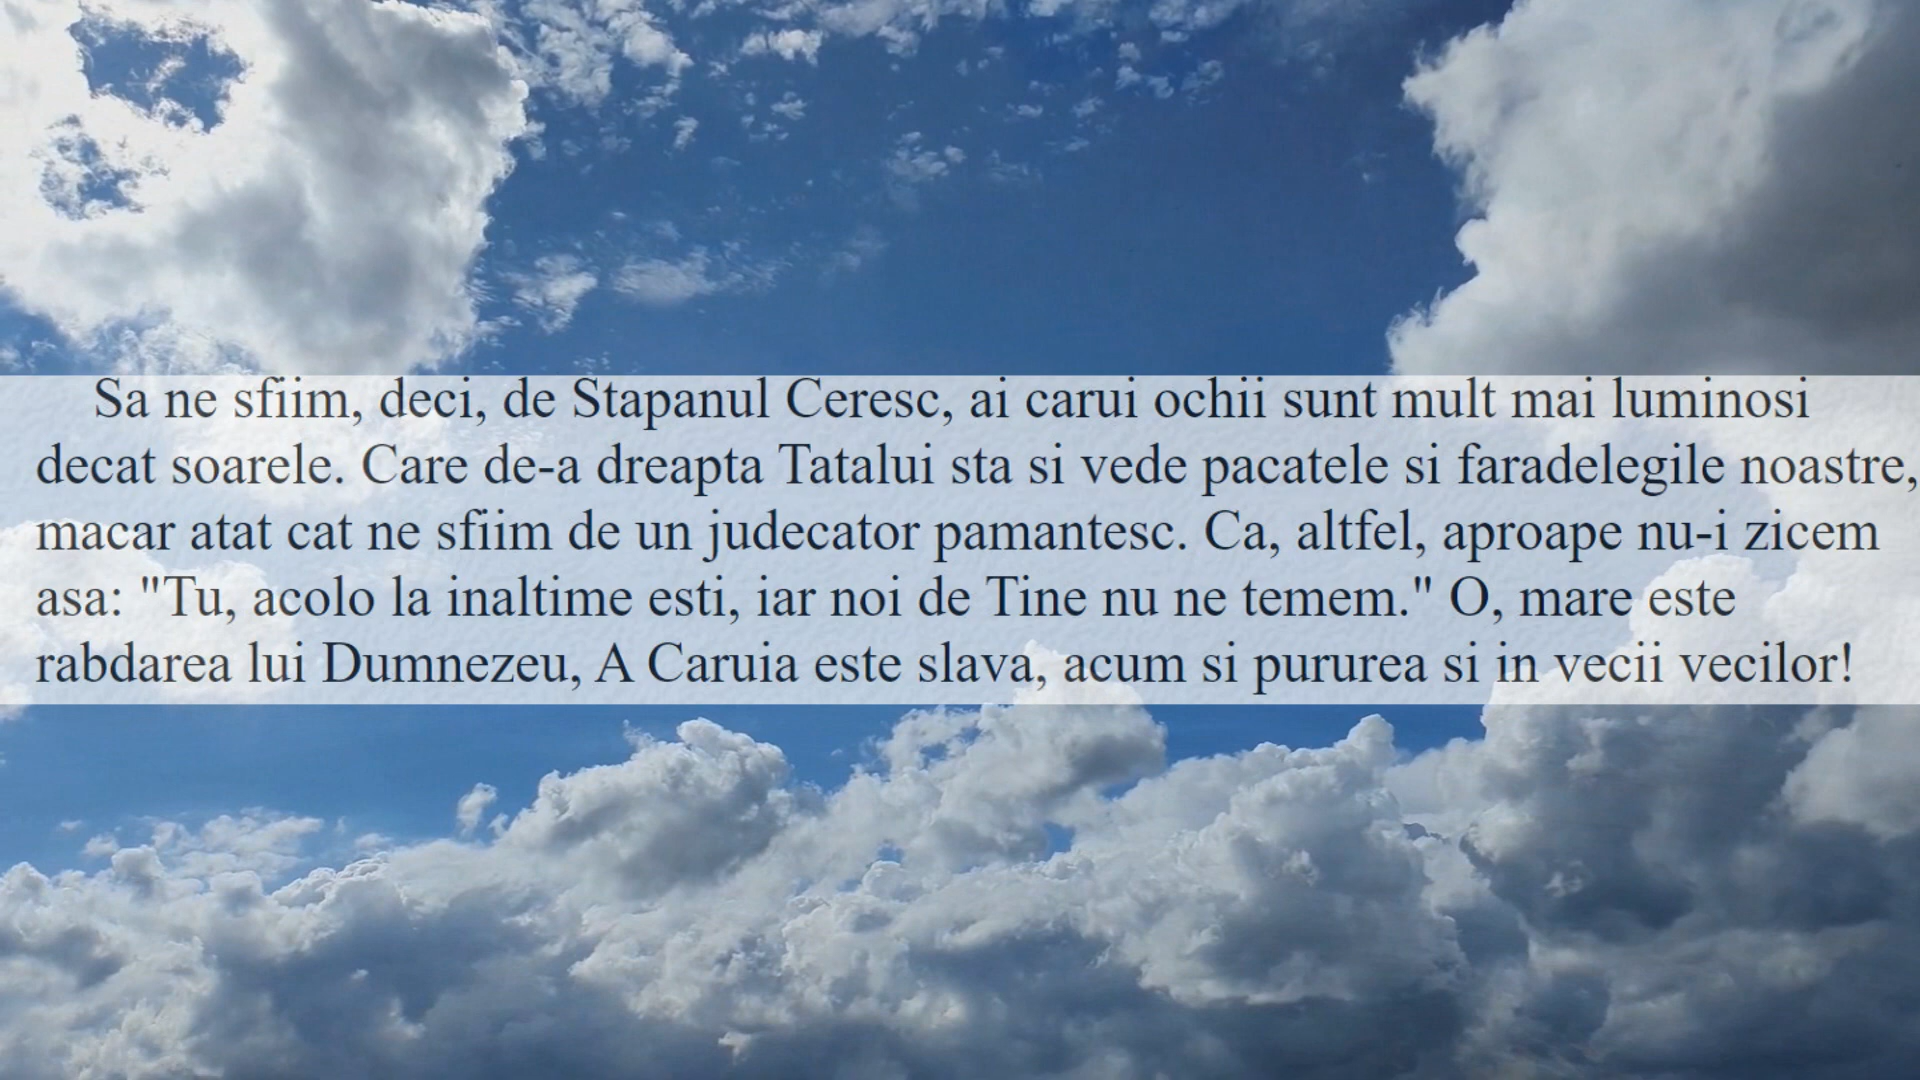 Sa ne sfiim, deci, de Stapanul Ceresc, ai carui ochii sunt mult mai luminosi
decat soarele. Care de-a dreapta Tatalui sta si vede pacatele si faradelegile noastre,
macar atat cat ne sfiim de un judecator pamantesc. Ca, altfel, aproape nu-i zicem
asa: "Tu, acolo la inaltime esti, iar noi de Tine nu ne temem." O, mare este
rabdarea lui Dumnezeu, A Caruia este slava, acum si pururea si in vecii vecilor!